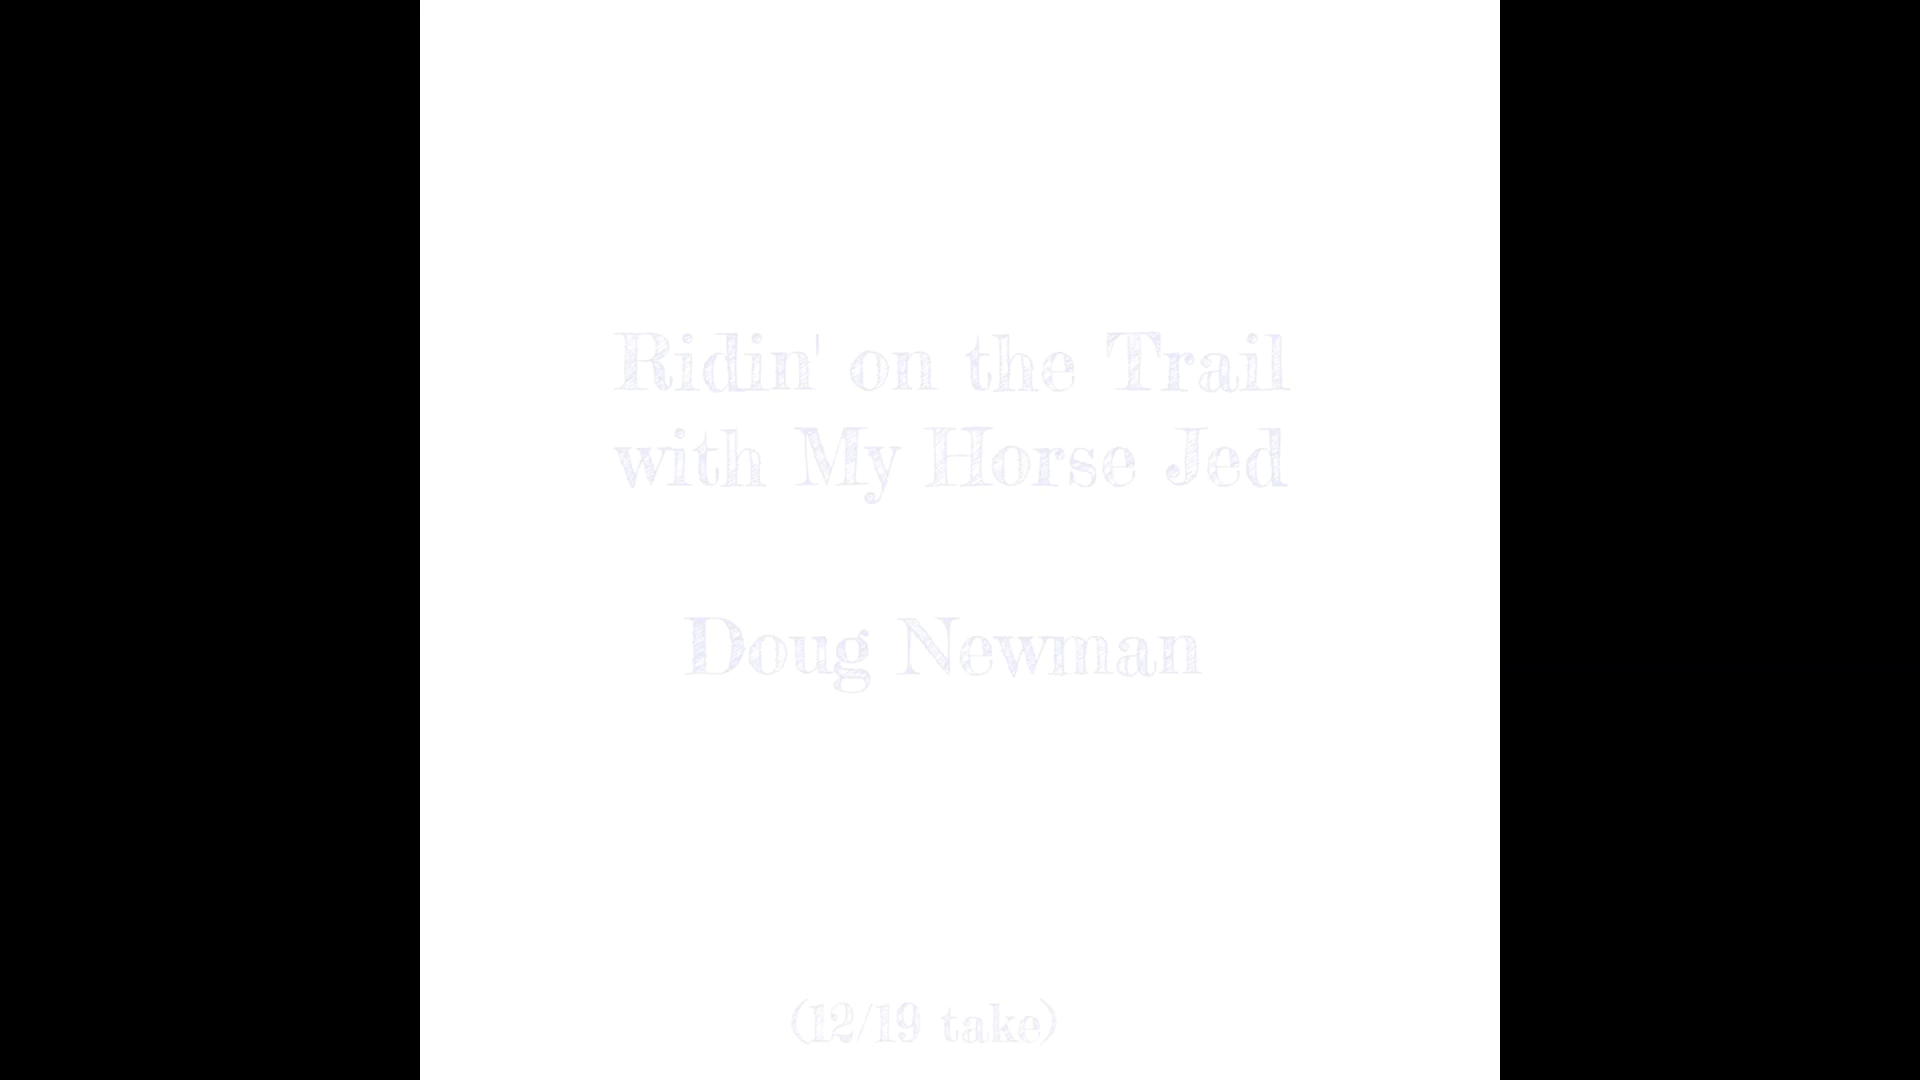 Ridin' on the Trail
with My Horse Jed
Doug Newman
(12/19 take)